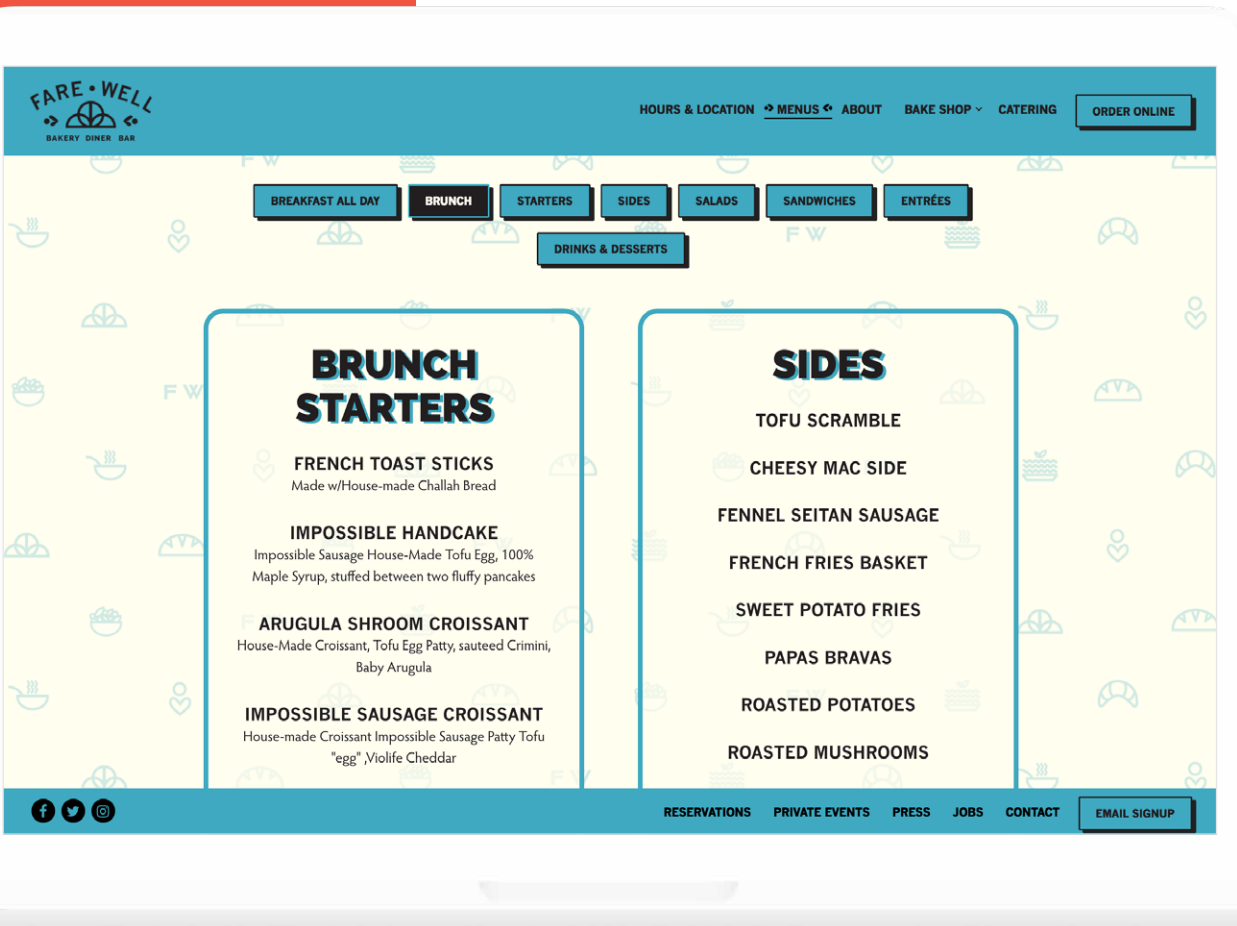 FARE • WELL
BAKERY DINER BAR
HOURS & LOCATION MENUS ABOUT BAKE SHOP CATERING ORDER ONLINE
BREAKFAST ALL DAY BRUNCH STARTERS SIDES SALADS SANDWICHES ENTRÉES
DRINKS & DESSERTS
BRUNCH
STARTERS
FRENCH TOAST STICKS
Made w/House-made Challah Bread
IMPOSSIBLE HANDCAKE
Impossible Sausage House-Made Tofu Egg, 100%
Maple Syrup, stuffed between two fluffy pancakes
ARUGULA SHROOM CROISSANT
House-Made Croissant, Tofu Egg Patty, sauteed Crimini,
Baby Arugula
IMPOSSIBLE SAUSAGE CROISSANT
House-made Croissant Impossible Sausage Patty Tofu
"egg" ,Violife Cheddar
SIDES
TOFU SCRAMBLE
CHEESY MAC SIDE
FENNEL SEITAN SAUSAGE
FRENCH FRIES BASKET
SWEET POTATO FRIES
PAPAS BRAVAS
ROASTED POTATOES
ROASTED MUSHROOMS
FW
FW
FW
FW
FW
RESERVATIONS PRIVATE EVENTS PRESS JOBS CONTACT EMAIL SIGNUP